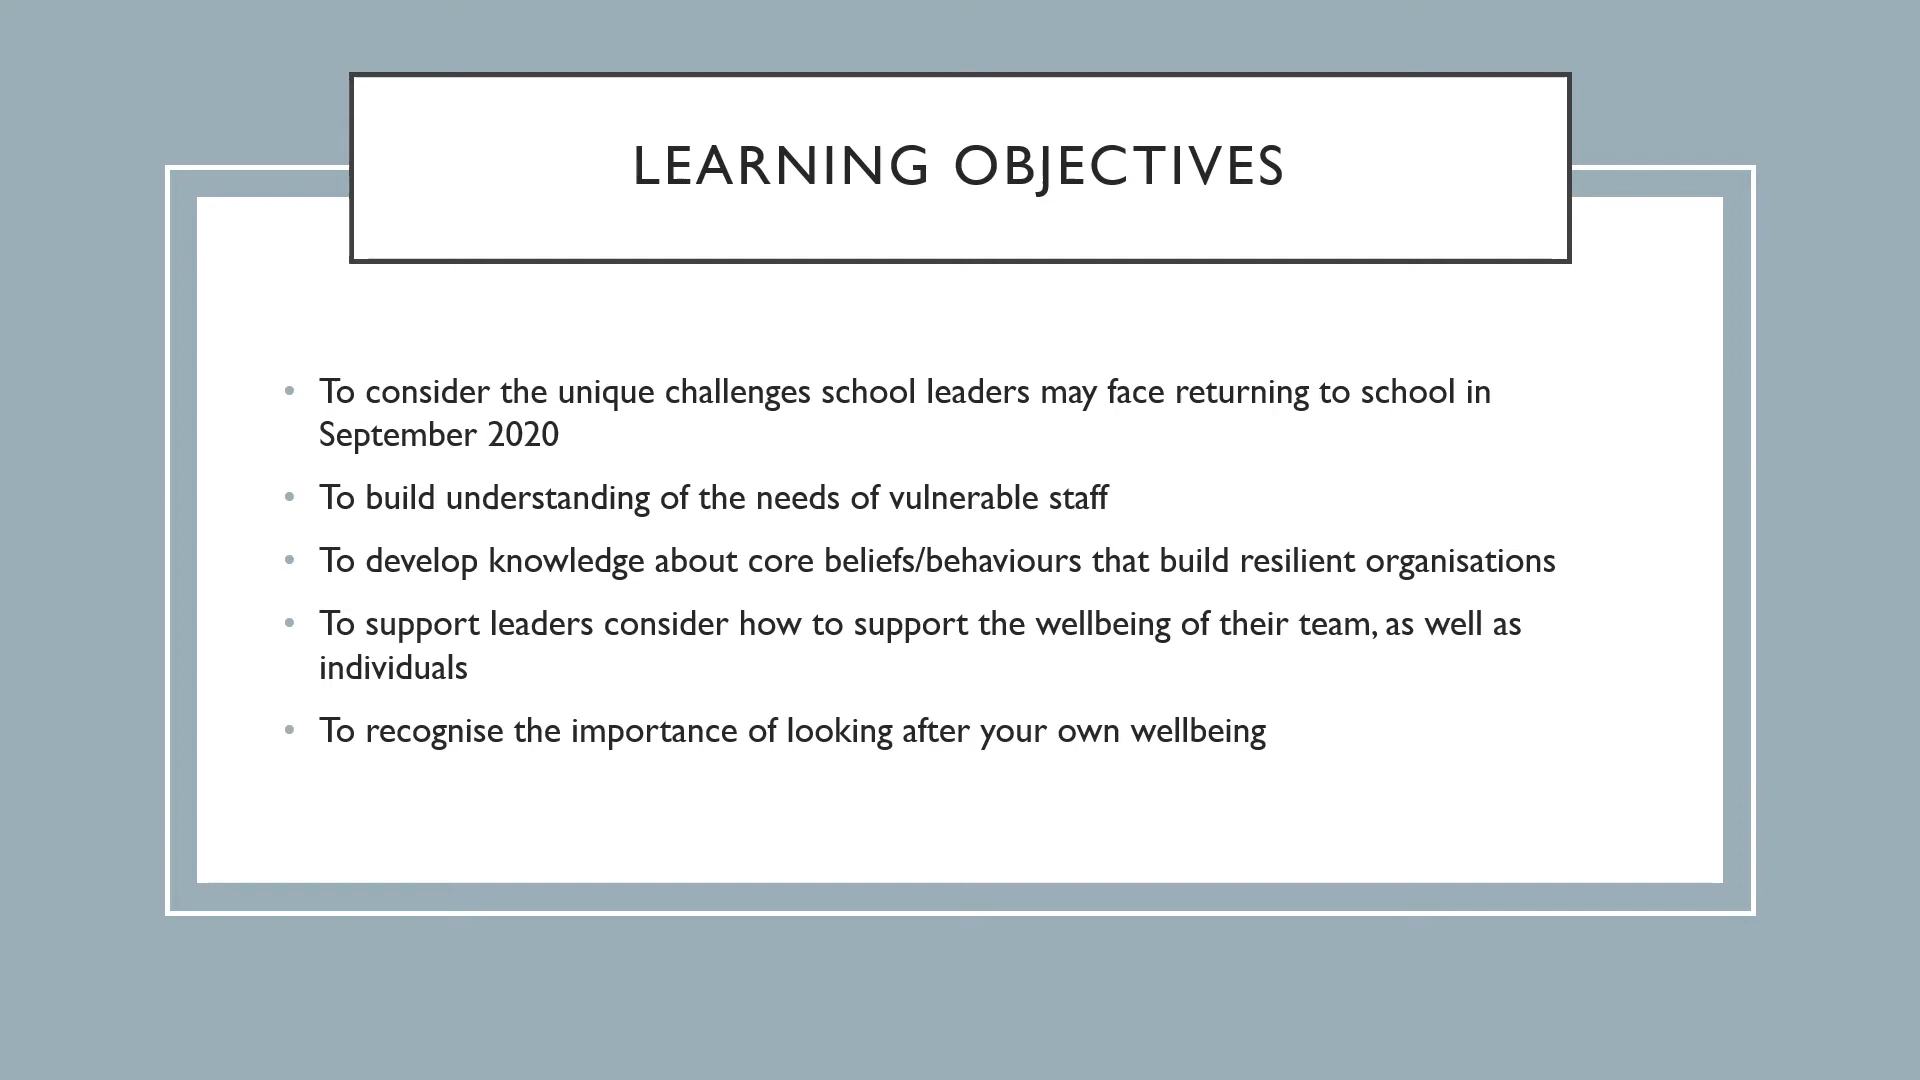 LEARNING OBJECTIVES
• To consider the unique challenges school leaders may face returning to school in
September 2020
• To build understanding of the needs of vulnerable staff
• To develop knowledge about core beliefs/behaviours that build resilient organisations
• To support leaders consider how to support the wellbeing of their team, as well as
individuals
• To recognise the importance of looking after your own wellbeing